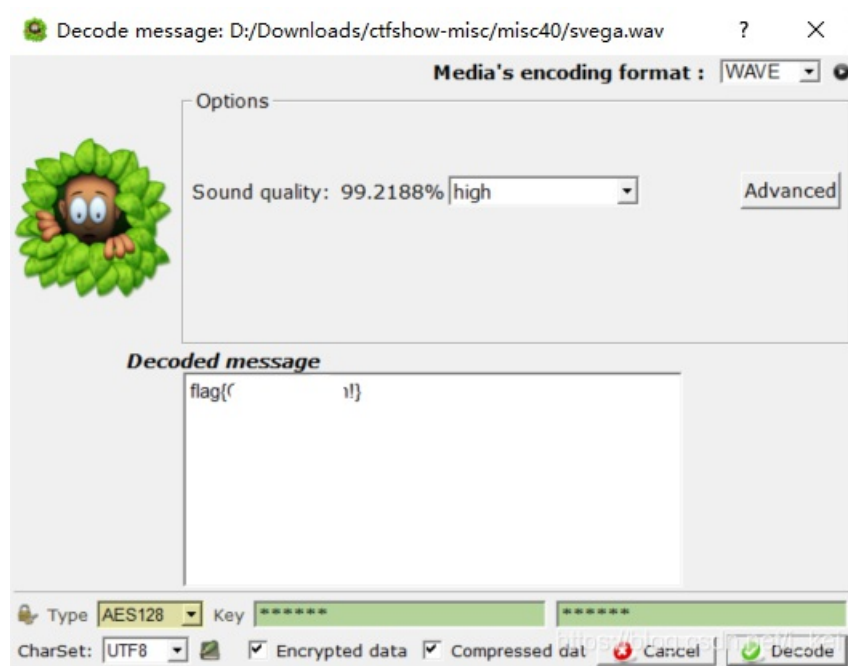 Decode message: D:/Downloads/ctfshow-misc/misc40/svega.wav ? ×
Media's encoding format : WAVE
Options
Sound quality: 99.2188% high
Advanced
Decoded message
flag{ !}
Type AES128 Key ****** ******
CharSet: UTF8 Encrypted data Compressed dat Cancel Decode